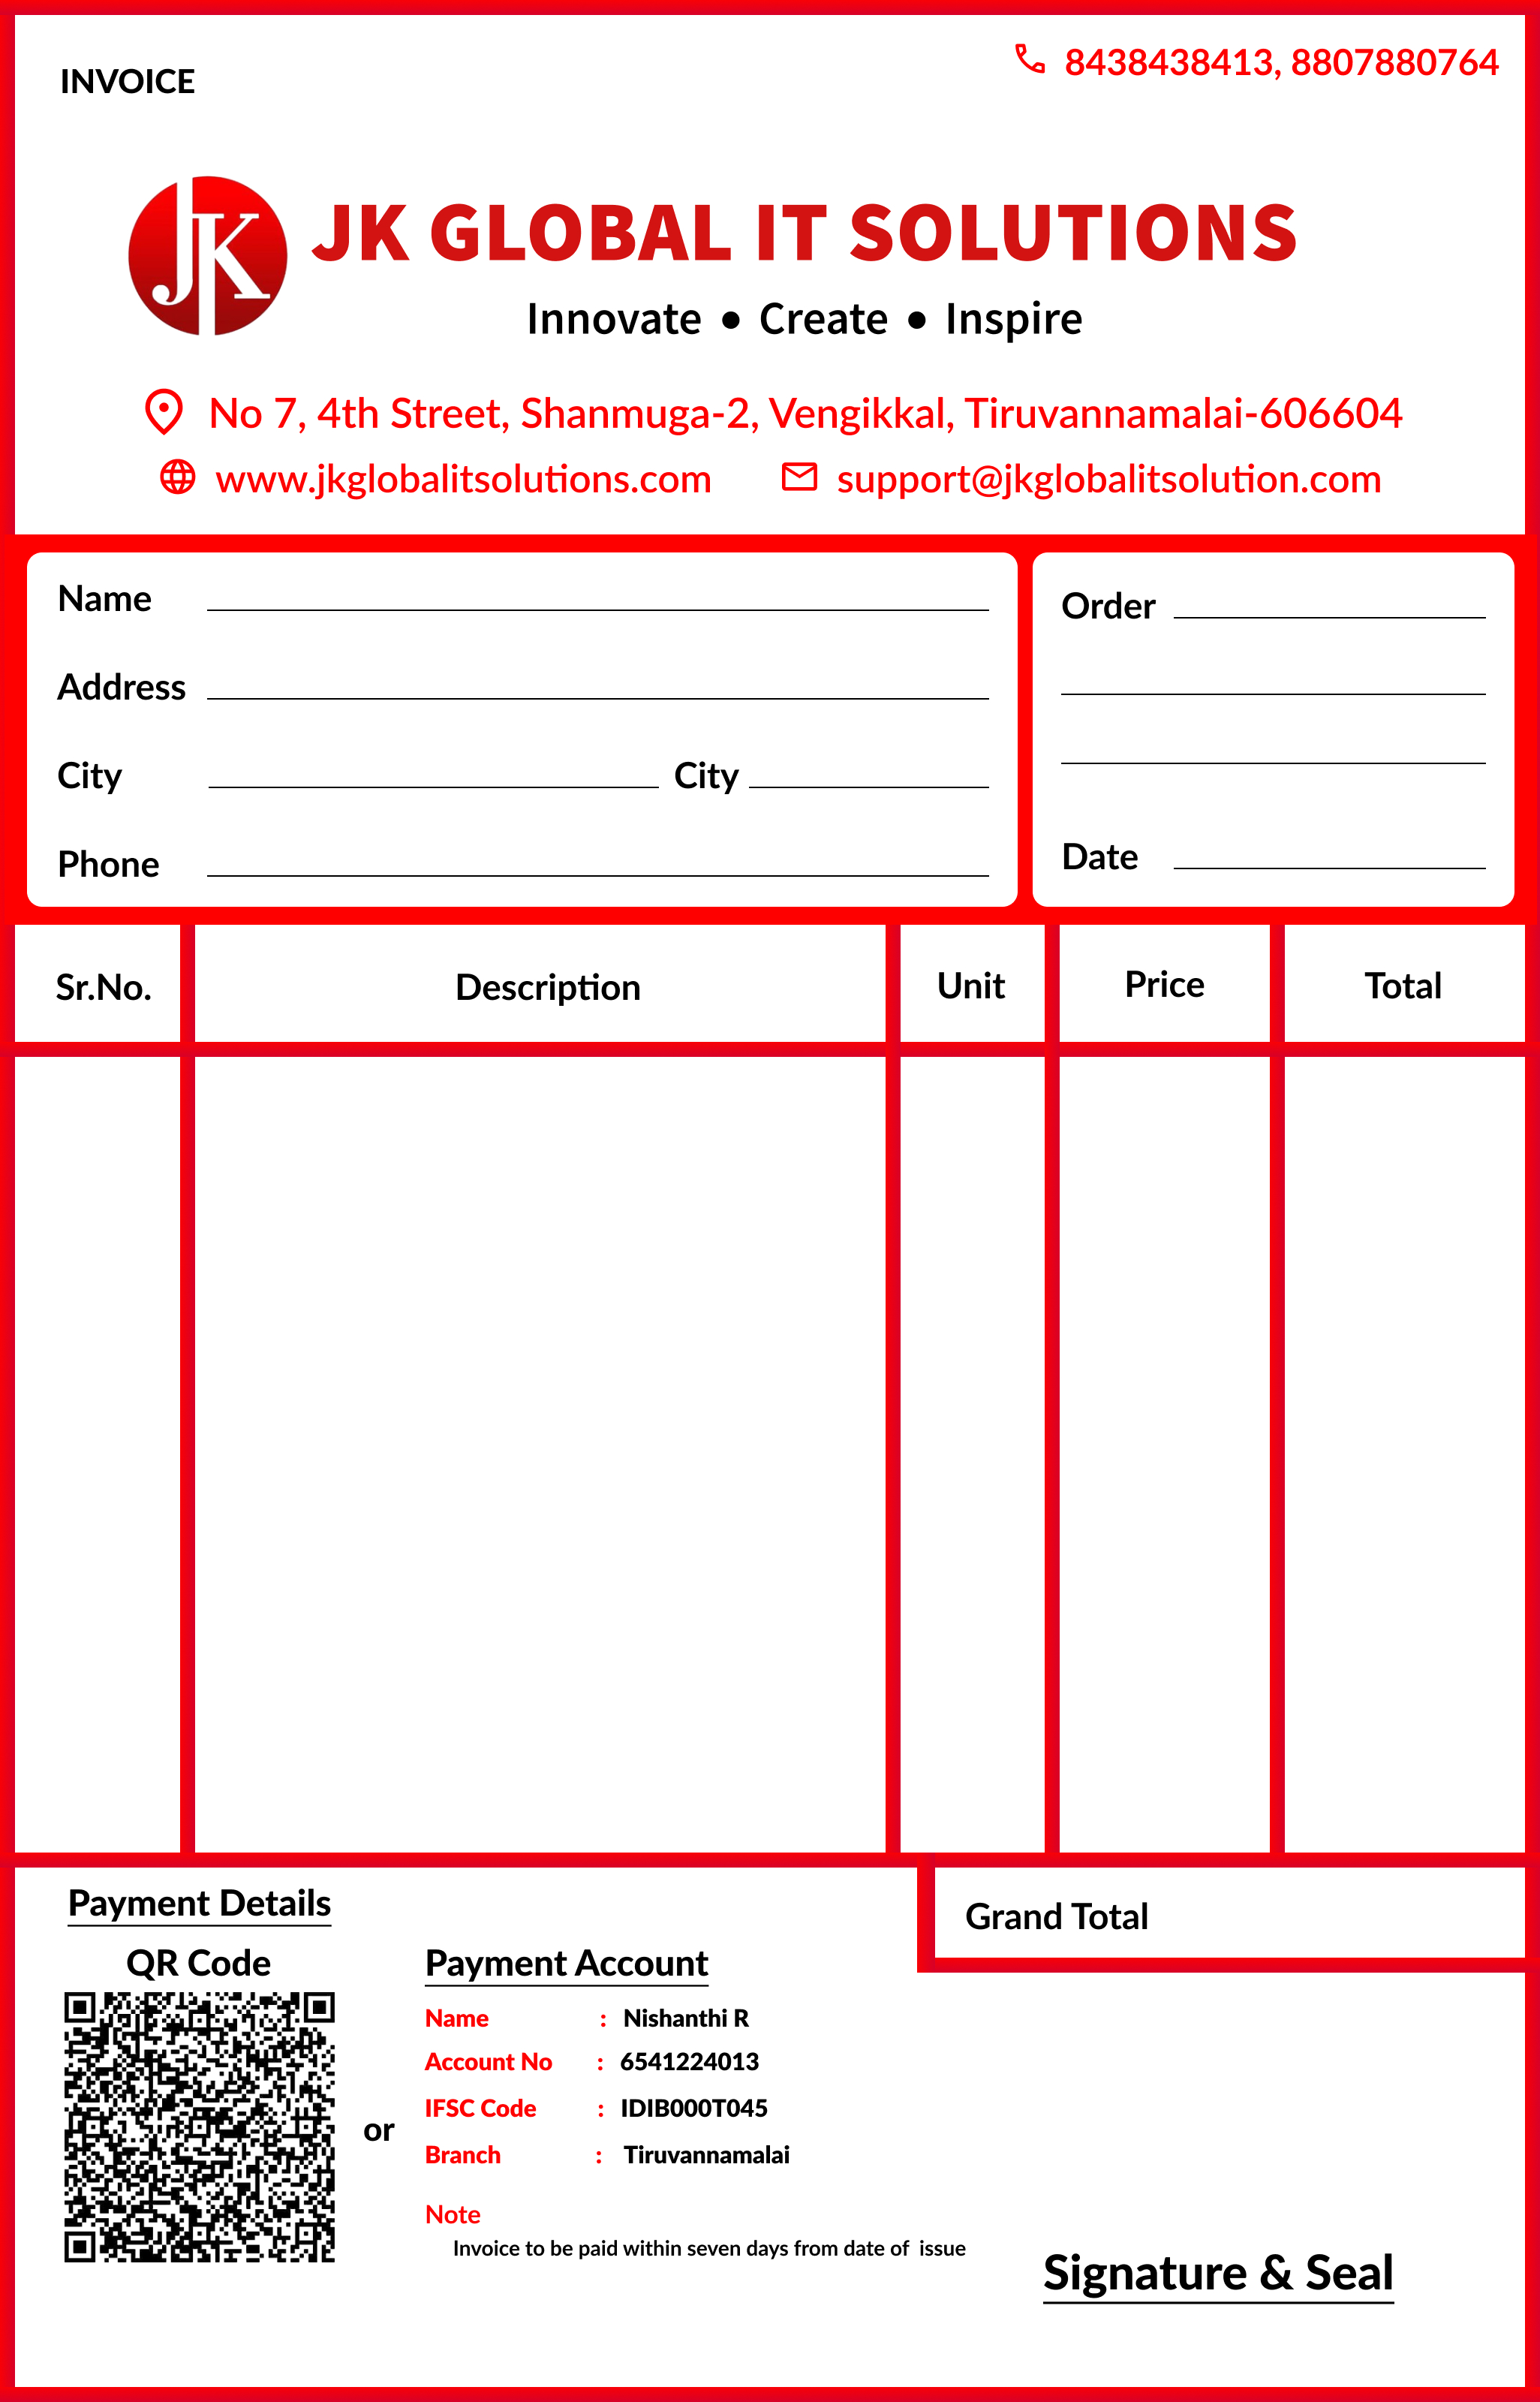 INVOICE
8438438413, 8807880764
JK
JK GLOBAL IT SOLUTIONS
Innovate • Create • Inspire
No 7, 4th Street, Shanmuga-2, Vengikkal, Tiruvannamalai-606604
www.jkglobalitsolutions.com support@jkglobalitsolution.com
Name
Address
City City
Phone
Order
Date
Sr.No. Description Unit Price Total
Grand Total
Payment Details
QR Code
or
Payment Account
Name : Nishanthi R
Account No : 6541224013
IFSC Code : IDIB000T045
Branch : Tiruvannamalai
Note
Invoice to be paid within seven days from date of issue
Signature & Seal